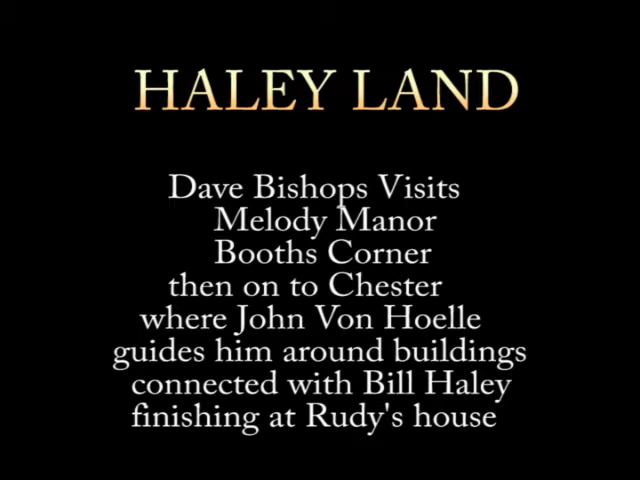 HALEY LAND
Dave Bishops Visits
Melody Manor
Booths Corner
then on to Chester
where John Von Hoelle
guides him around buildings
connected with Bill Haley
finishing at Rudy's house